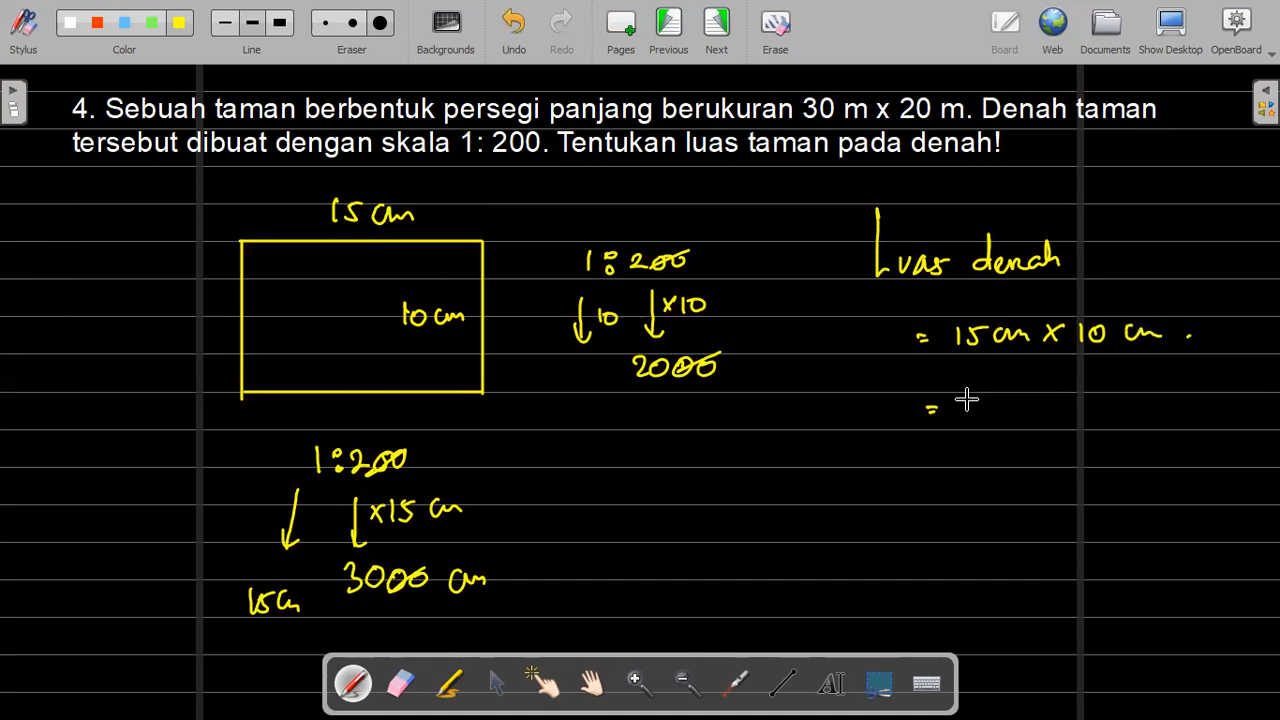 Stylus
Color
Line
Eraser
Backgrounds
Undo
Redo
Pages
Previous
Next
Erase
Board
Web
Documents
Show Desktop
OpenBoard
4. Sebuah taman berbentuk persegi panjang berukuran 30 m x 20 m. Denah taman
tersebut dibuat dengan skala 1: 200. Tentukan luas taman pada denah!
15 cm
10 cm
1:200
10 x10
2000
1:200
x15 cm
15 cm 3000 cm
Luas denah
= 15 cm x 10 cm .
=
AI